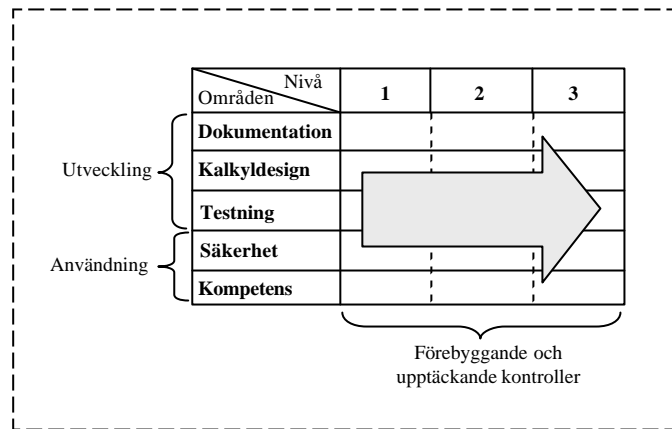 Nivå
Områden
1 2 3
Dokumentation
Kalkyldesign
Utveckling
Testning
Säkerhet
Användning
Kompetens
Förebyggande och
upptäckande kontroller